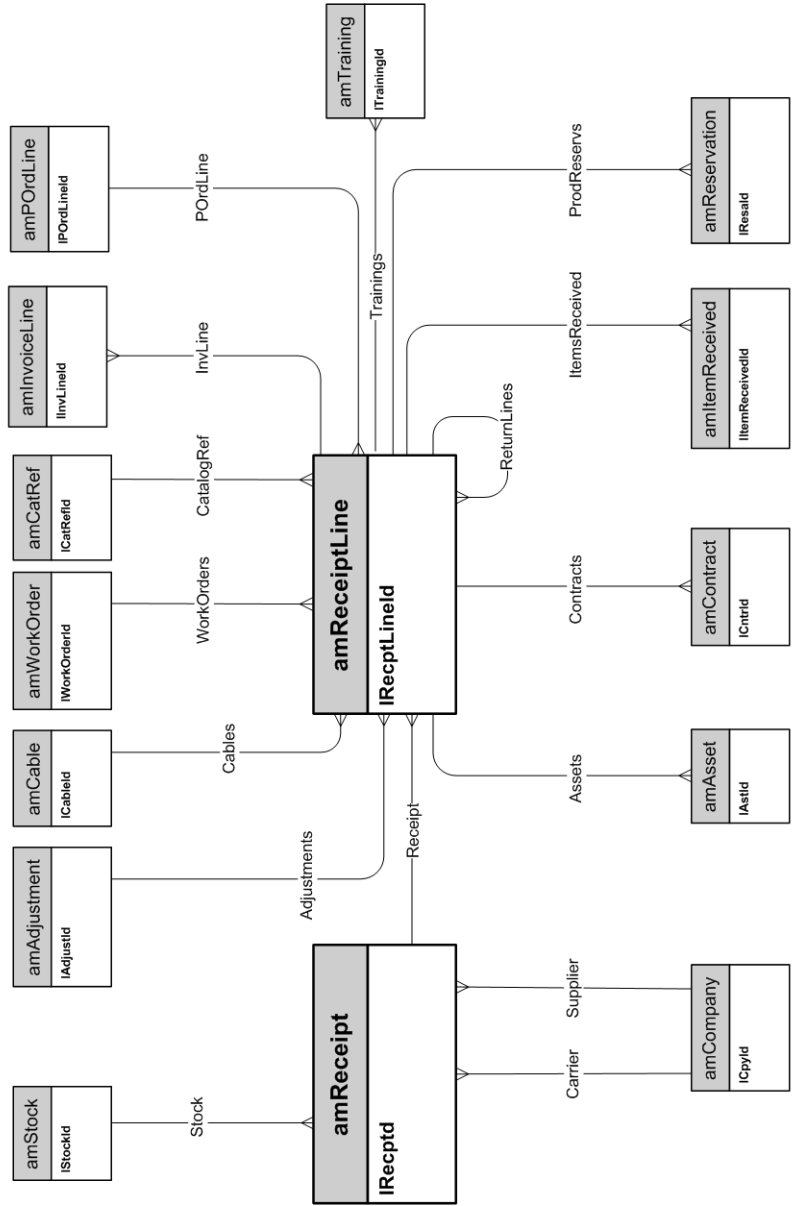 amTraining
lTrainingId
amPOrdLine
lPOrdLineId
POrdLine
Trainings
ProdReservs
amReservation
lResaId
amInvoiceLine
lInvLineId
InvLine
ItemsReceived
amItemReceived
lItemReceivedId
ReturnLines
amCatRef
lCatRefId
CatalogRef
amReceiptLine
lRecptLineId
amWorkOrder
lWorkOrderId
WorkOrders
Contracts
amContract
lCntrId
amCable
lCableId
Cables
Assets
amAsset
lAstId
amAdjustment
lAdjustId
Adjustments
Receipt
amReceipt
lRecptd
Supplier
Carrier
amCompany
lCpyId
amStock
lStockId
Stock